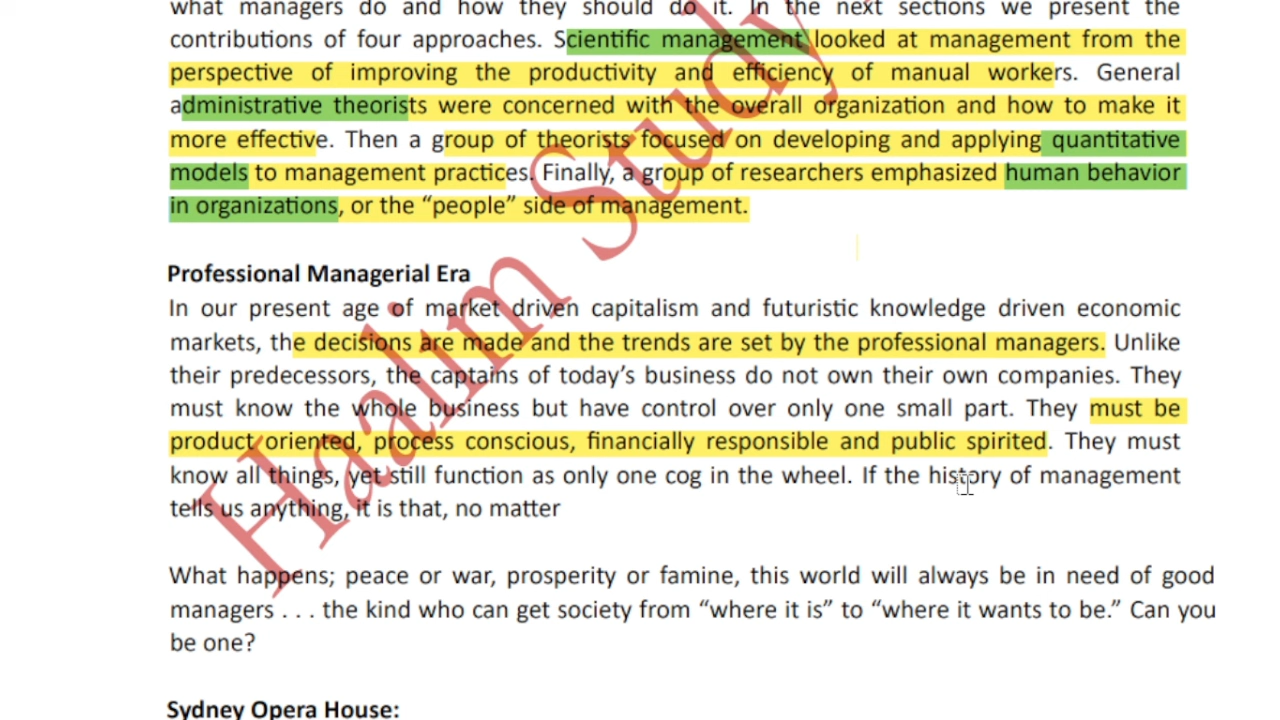 what managers do and how they should do it. In the next sections we present the
contributions of four approaches. Scientific management looked at management from the
perspective of improving the productivity and efficiency of manual workers. General
administrative theorists were concerned with the overall organization and how to make it
more effective. Then a group of theorists focused on developing and applying quantitative
models to management practices. Finally, a group of researchers emphasized human behavior
in organizations, or the “people” side of management.
Professional Managerial Era
In our present age of market driven capitalism and futuristic knowledge driven economic
markets, the decisions are made and the trends are set by the professional managers. Unlike
their predecessors, the captains of today’s business do not own their own companies. They
must know the whole business but have control over only one small part. They must be
product oriented, process conscious, financially responsible and public spirited. They must
know all things, yet still function as only one cog in the wheel. If the history of management
tells us anything, it is that, no matter
What happens; peace or war, prosperity or famine, this world will always be in need of good
managers . . . the kind who can get society from “where it is” to “where it wants to be.” Can you
be one?
Sydney Opera House:
Haalim Study